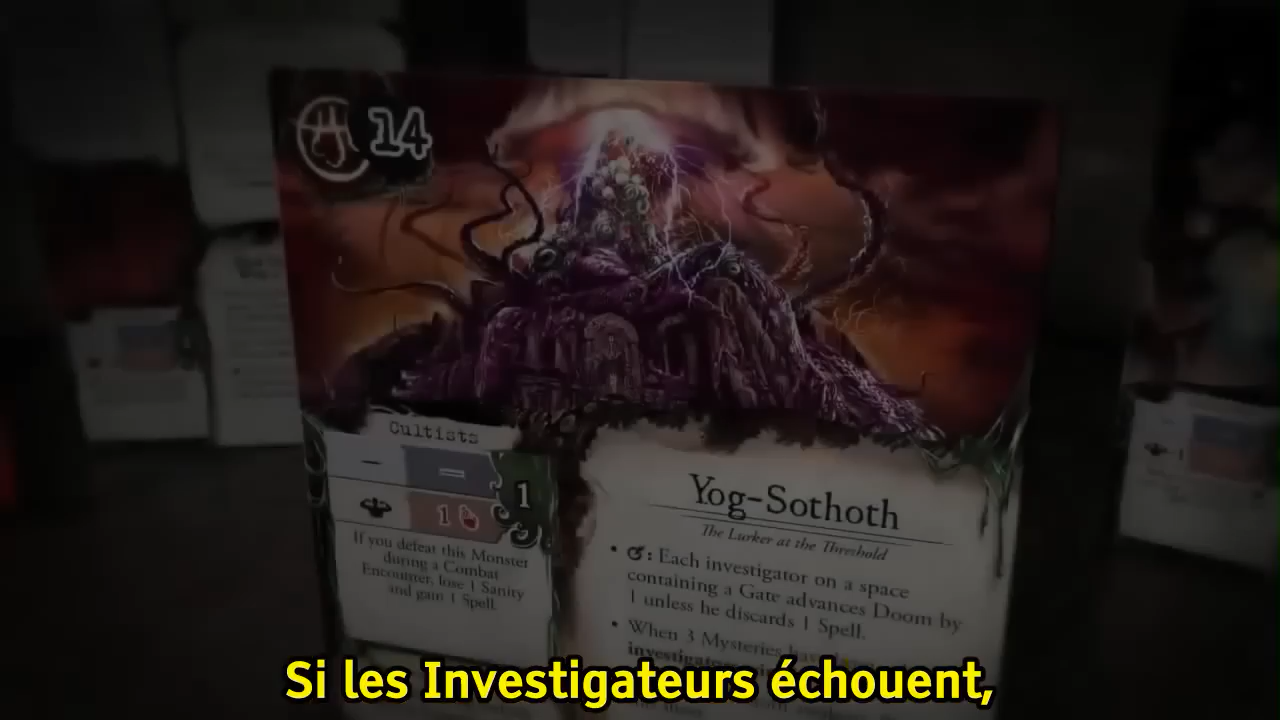 14
Cultists
1
1
If you defeat this Monster
during a Combat
Encounter, lose 1 Sanity
and gain 1 Spell.
Yog-Sothoth
The Lurker at the Threshold
• : Each investigator on a space
containing a Gate advances Doom by
1 unless he discards 1 Spell.
• When 3 Mysteries
Si les Investigateurs échouent,